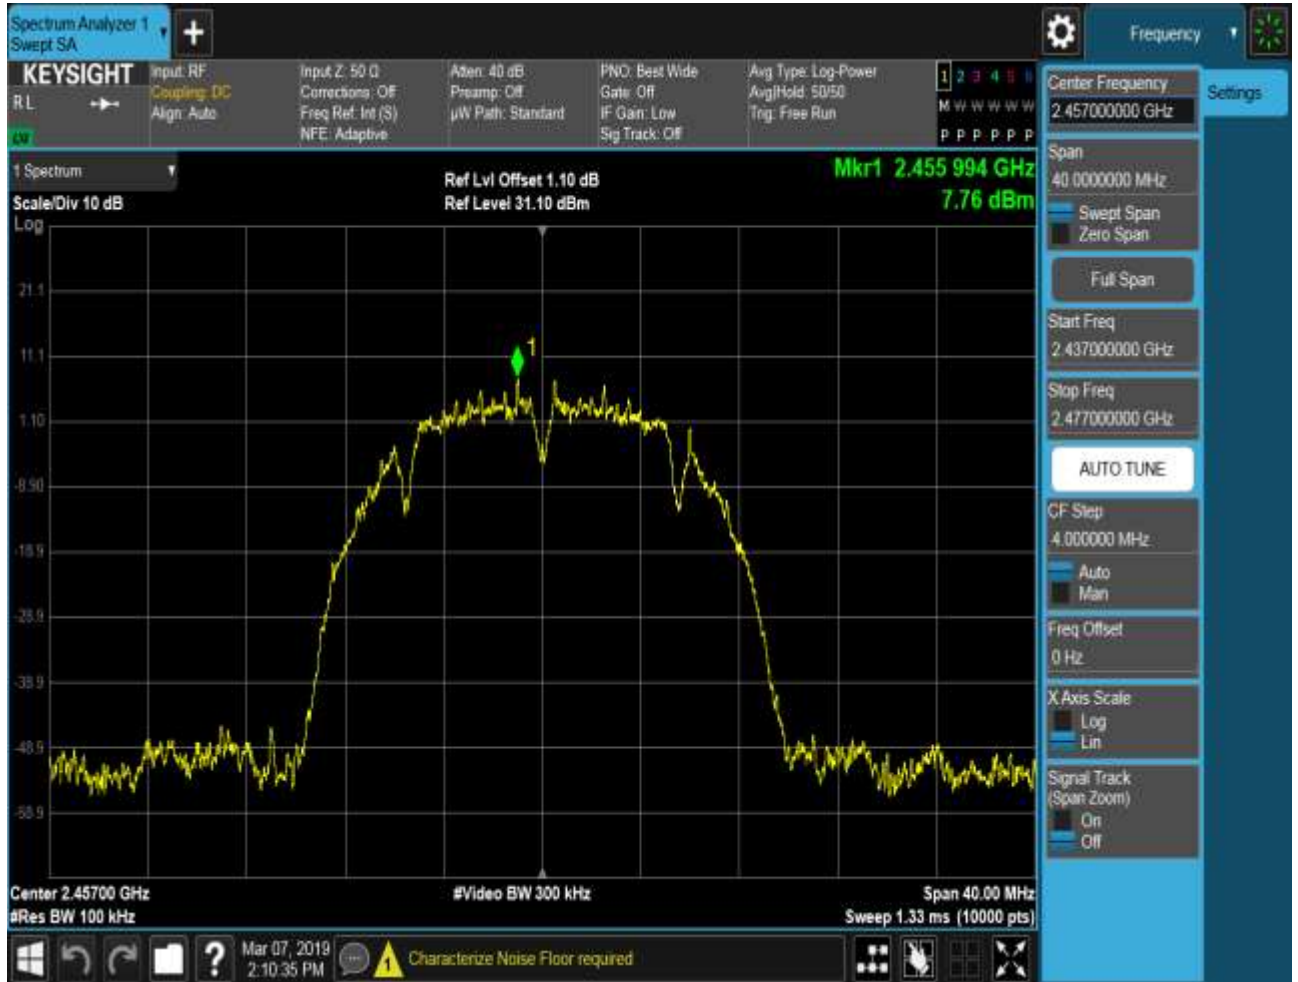 Spectrum Analyzer 1
Swept SA
+
Frequency
KEYSIGHT
RL
Input: RF
Coupling: DC
Align: Auto
Input Z: 50 Ω
Corrections: Off
Freq Ref: Int (S)
NFE: Adaptive
Atten: 40 dB
Preamp: Off
µW Path: Standard
PNO: Best Wide
Gate: Off
IF Gain: Low
Sig Track: Off
Avg Type: Log-Power
Avg|Hold: 50/50
Trig: Free Run
1 2 3 4 5 6
M W W W W W
P P P P P P
Center Frequency
2.457000000 GHz
Settings
Span
40.0000000 MHz
Swept Span
Zero Span
Full Span
Start Freq
2.437000000 GHz
Stop Freq
2.477000000 GHz
AUTO TUNE
CF Step
4.000000 MHz
Auto
Man
Freq Offset
0 Hz
X Axis Scale
Log
Lin
Signal Track
(Span Zoom)
On
Off
1 Spectrum
Scale/Div 10 dB
Log
Ref Lvl Offset 1.10 dB
Ref Level 31.10 dBm
Mkr1 2.455 994 GHz
7.76 dBm
1
21.1
11.1
1.10
-8.90
-18.9
-28.9
-38.9
-48.9
-58.9
Center 2.45700 GHz
#Video BW 300 kHz
Span 40.00 MHz
#Res BW 100 kHz
Sweep 1.33 ms (10000 pts)
?
Mar 07, 2019
2:10:35 PM
1
Characterize Noise Floor required